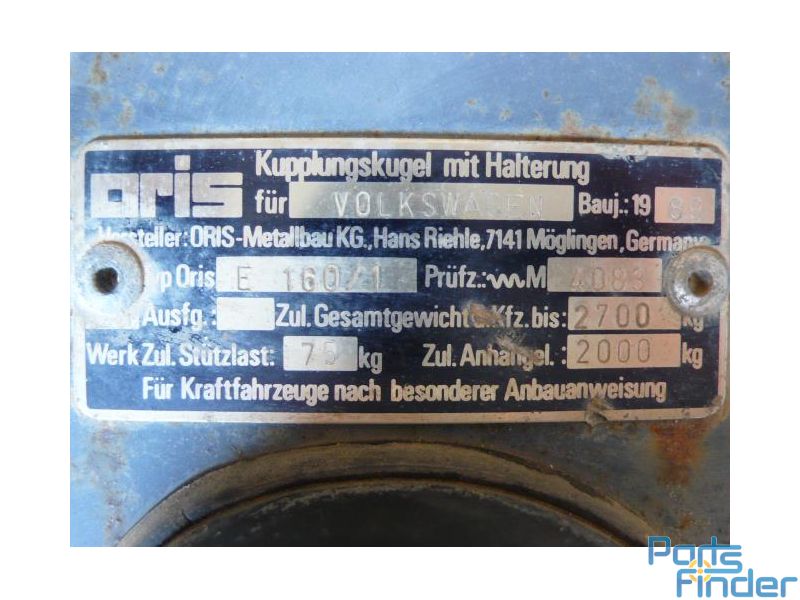 oris Kupplungskugel mit Halterung
für VOLKSWAGEN Bauj.: 19
Hersteller: ORIS-Metallbau KG., Hans Riehle, 7141 Möglingen, Germany
Typ Oris E 160/1 Prüfz.: M 4083
Ausfg.: Zul. Gesamtgewicht d. Kfz. bis: 2700 kg
Werk Zul. Stützlast: 75 kg Zul. Anhängel.: 2000 kg
Für Kraftfahrzeuge nach besonderer Anbauanweisung
Parts
Finder